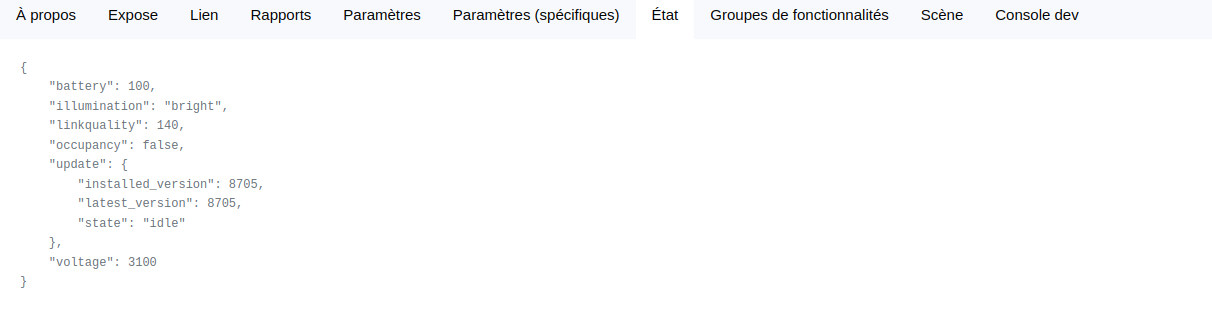 À propos Expose Lien Rapports Paramètres Paramètres (spécifiques) État Groupes de fonctionnalités Scène Console dev
{
    "battery": 100,
    "illumination": "bright",
    "linkquality": 140,
    "occupancy": false,
    "update": {
        "installed_version": 8705,
        "latest_version": 8705,
        "state": "idle"
    },
    "voltage": 3100
}